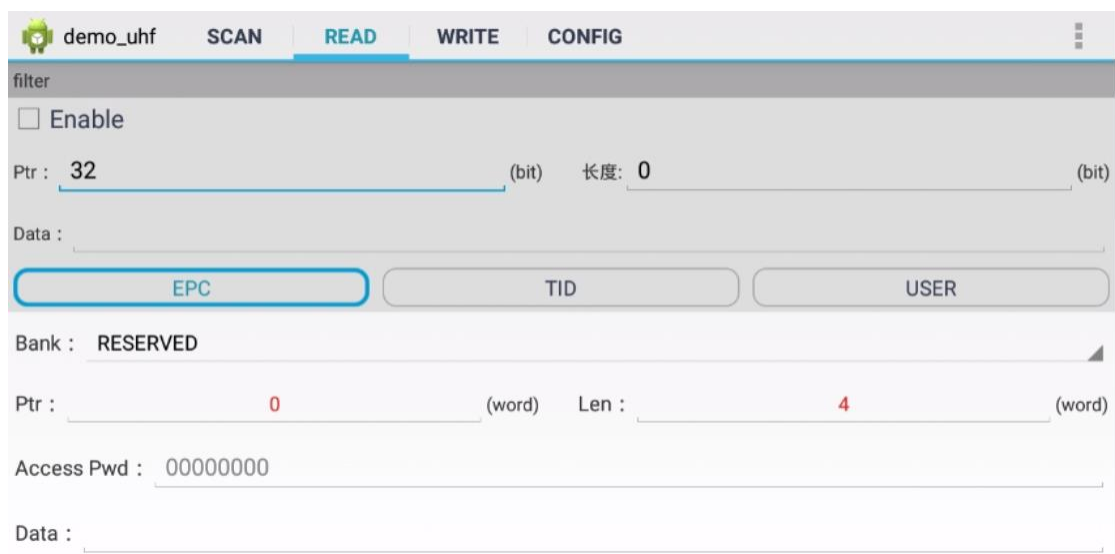 demo_uhf SCAN READ WRITE CONFIG
filter
Enable
Ptr : 32 (bit) 长度: 0 (bit)
Data :
EPC TID USER
Bank : RESERVED
Ptr : 0 (word) Len : 4 (word)
Access Pwd : 00000000
Data :